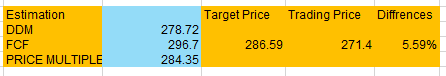 Estimation Target Price Trading Price Diffrences
DDM 278.72
FCF 296.7 286.59 271.4 5.59%
PRICE MULTIPLE 284.35